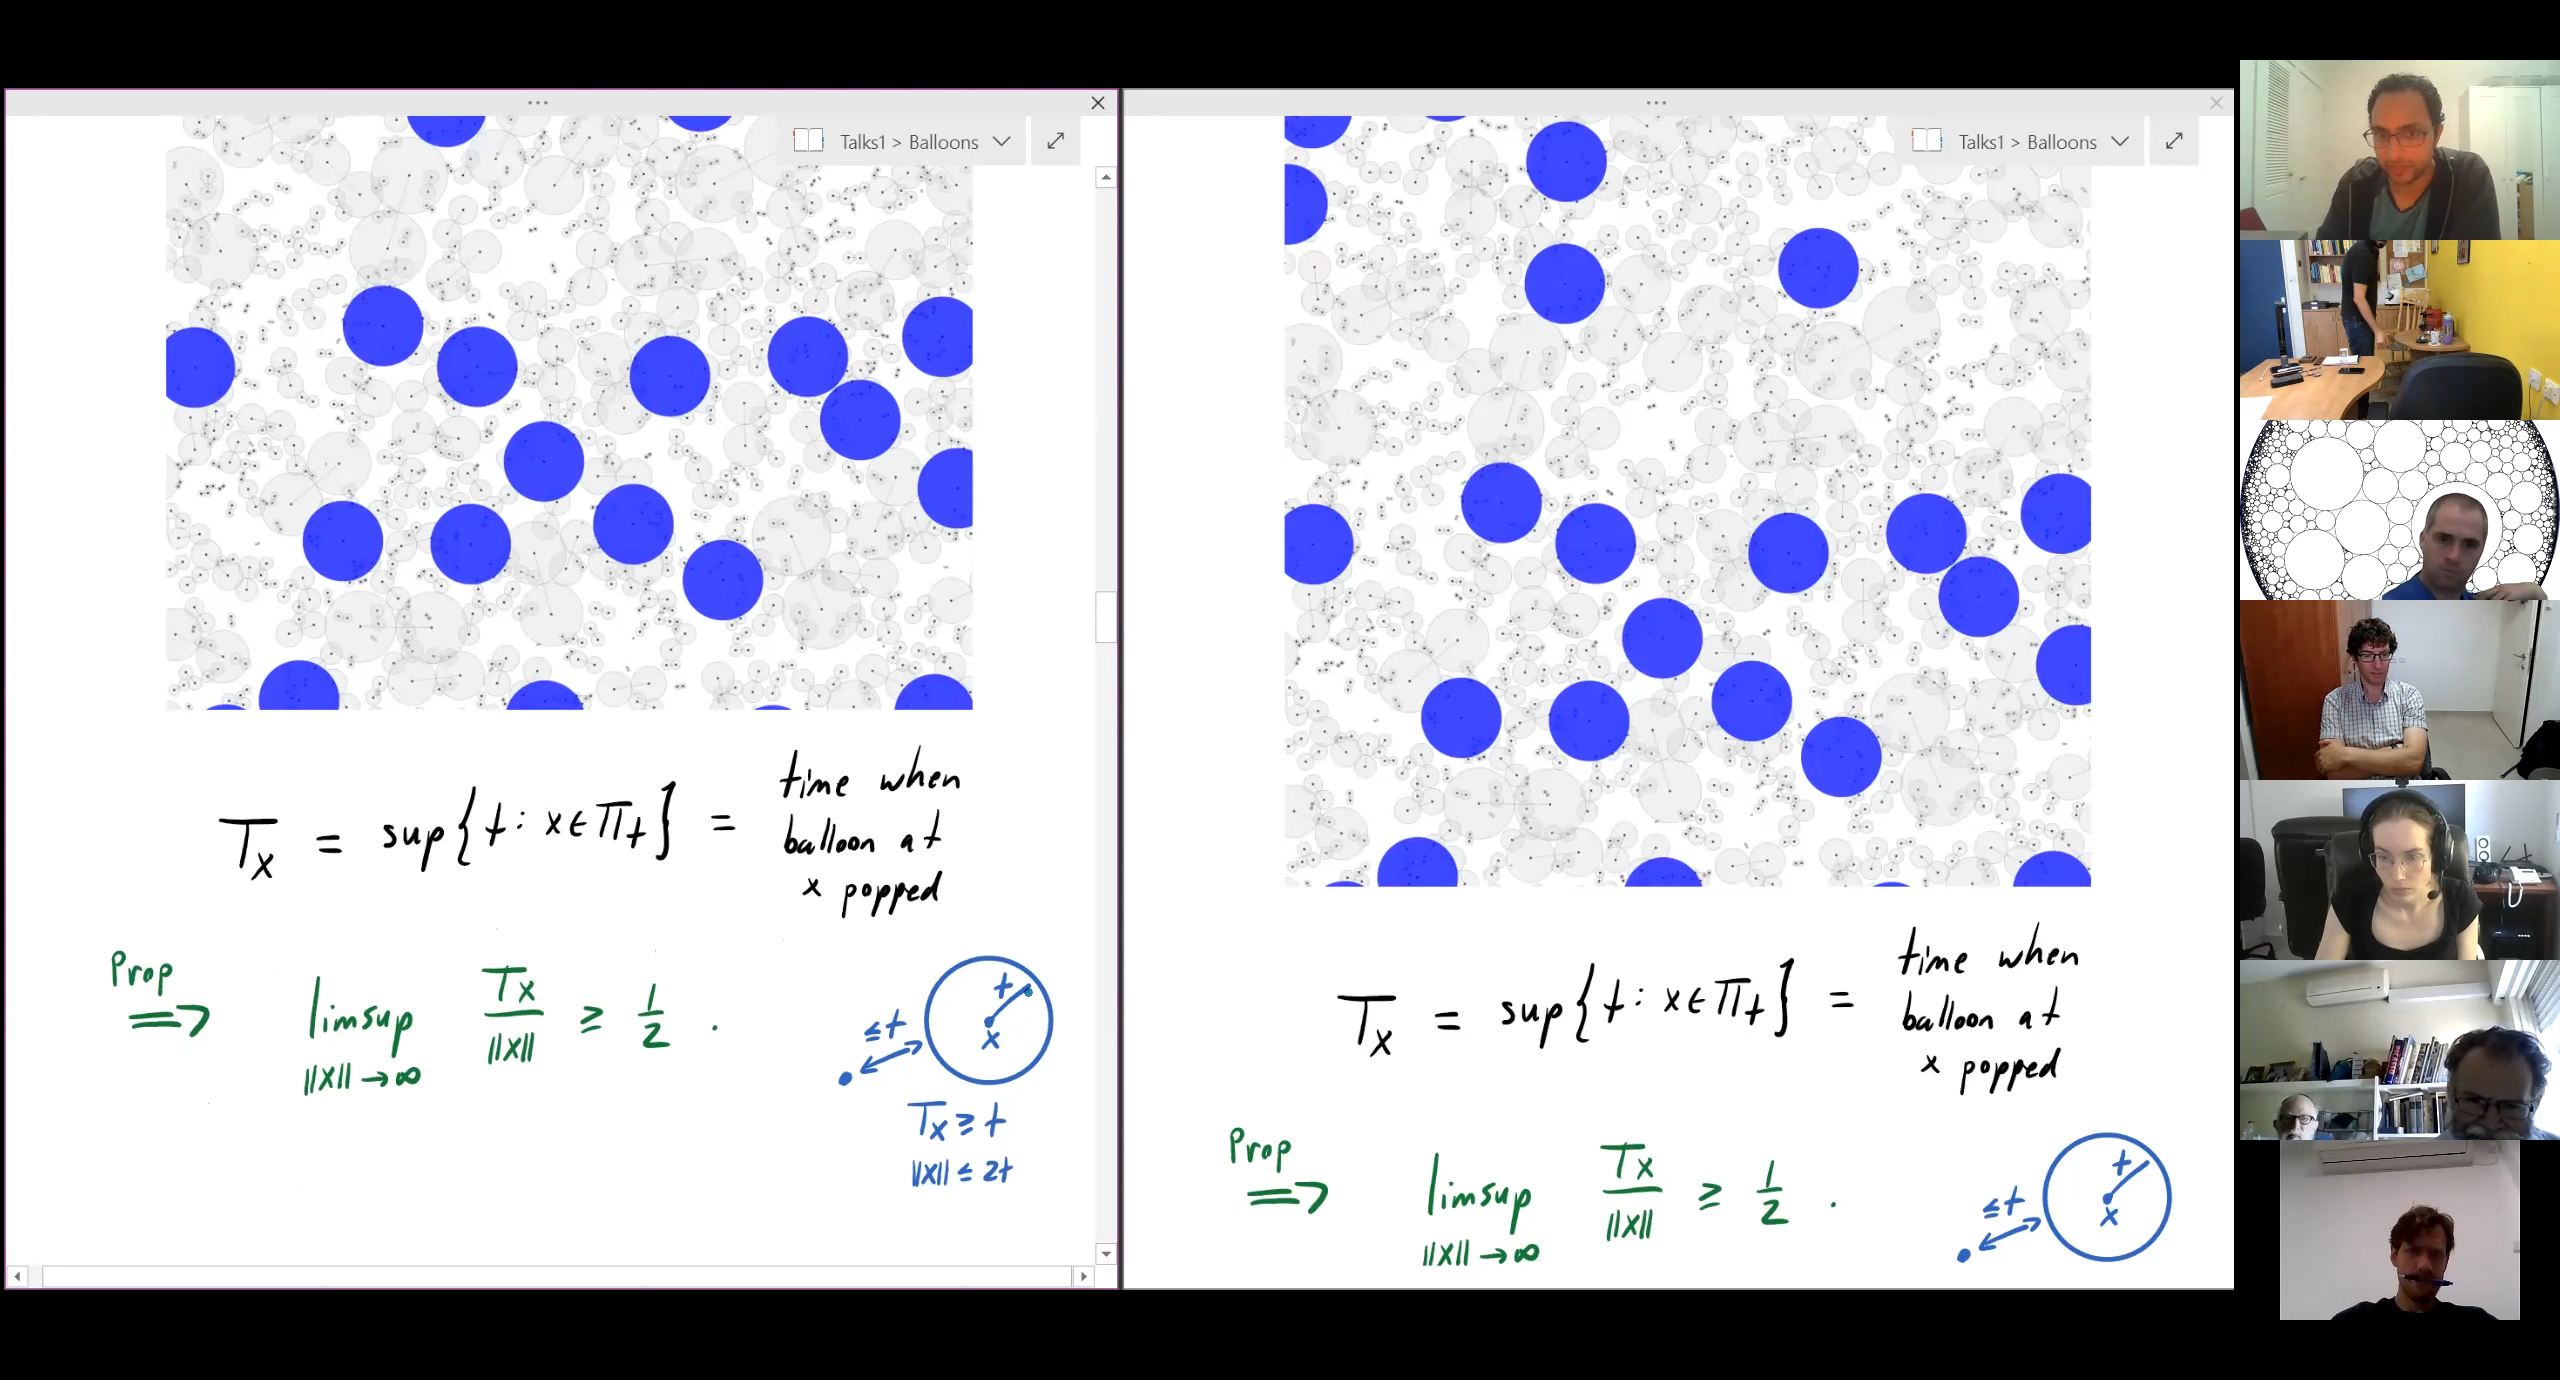 Talks1 > Balloons
T_x = sup{t: x∈Π_t} = time when
balloon at
x popped
Prop
⟹ limsup T_x / ||x|| ≥ 1/2 .
||x|| → ∞
t
≤t
x
T_x ≥ t
||x|| ≤ 2t
Talks1 > Balloons
T_x = sup{t: x∈Π_t} = time when
balloon at
x popped
Prop
⟹ limsup T_x / ||x|| ≥ 1/2 .
||x|| → ∞
t
≤t
x